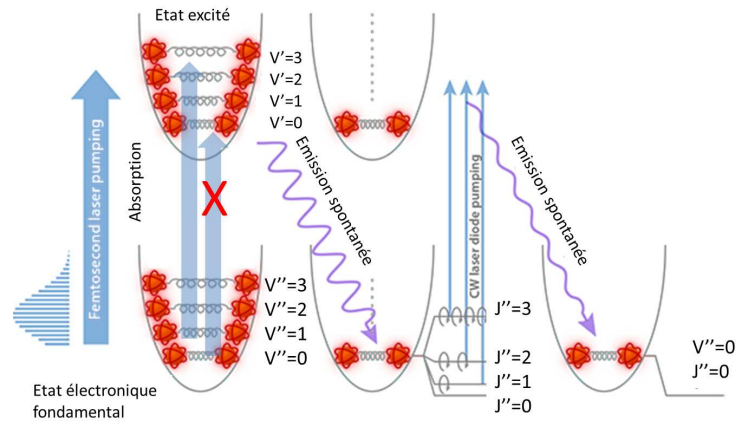 Etat excité
V'=3
V'=2
V'=1
V'=0
Femtosecond laser pumping
Absorption
X
Emission spontanée
CW laser diode pumping
Emission spontanée
V''=3
V''=2
V''=1
V''=0
J''=3
J''=2
J''=1
J''=0
V''=0
J''=0
Etat électronique
fondamental